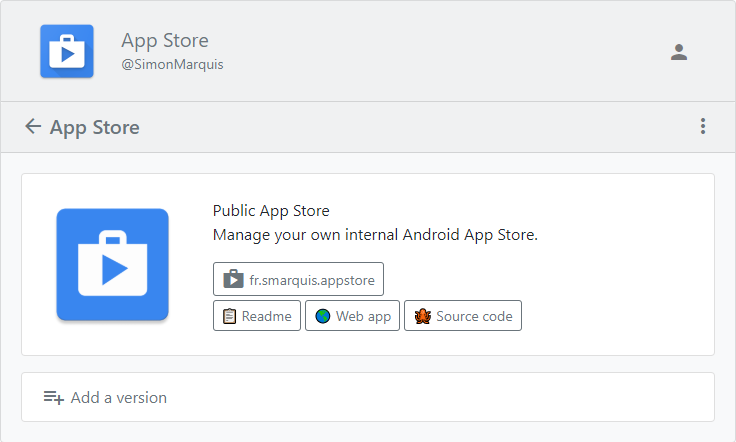 App Store
@SimonMarquis
App Store
Public App Store
Manage your own internal Android App Store.
fr.smarquis.appstore
Readme Web app Source code
Add a version